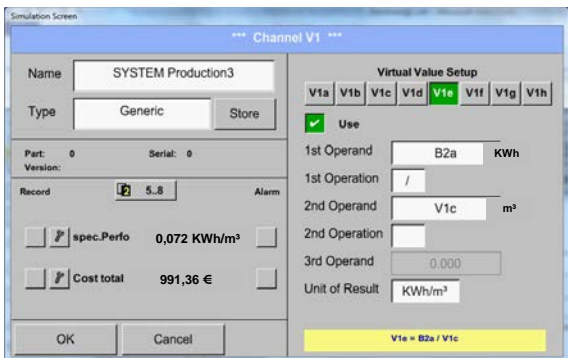 Simulation Screen
*** Channel V1 ***
Name
SYSTEM Production3
Type
Generic
Store
Part: 0
Serial: 0
Version:
Record
5..8
Alarm
spec.Perfo
0,072 KWh/m³
Cost total
991,36 €
OK
Cancel
Virtual Value Setup
V1a V1b V1c V1d V1e V1f V1g V1h
Use
1st Operand
B2a
KWh
1st Operation
/
2nd Operand
V1c
m³
2nd Operation
3rd Operand
0.000
Unit of Result
KWh/m³
V1e = B2a / V1c